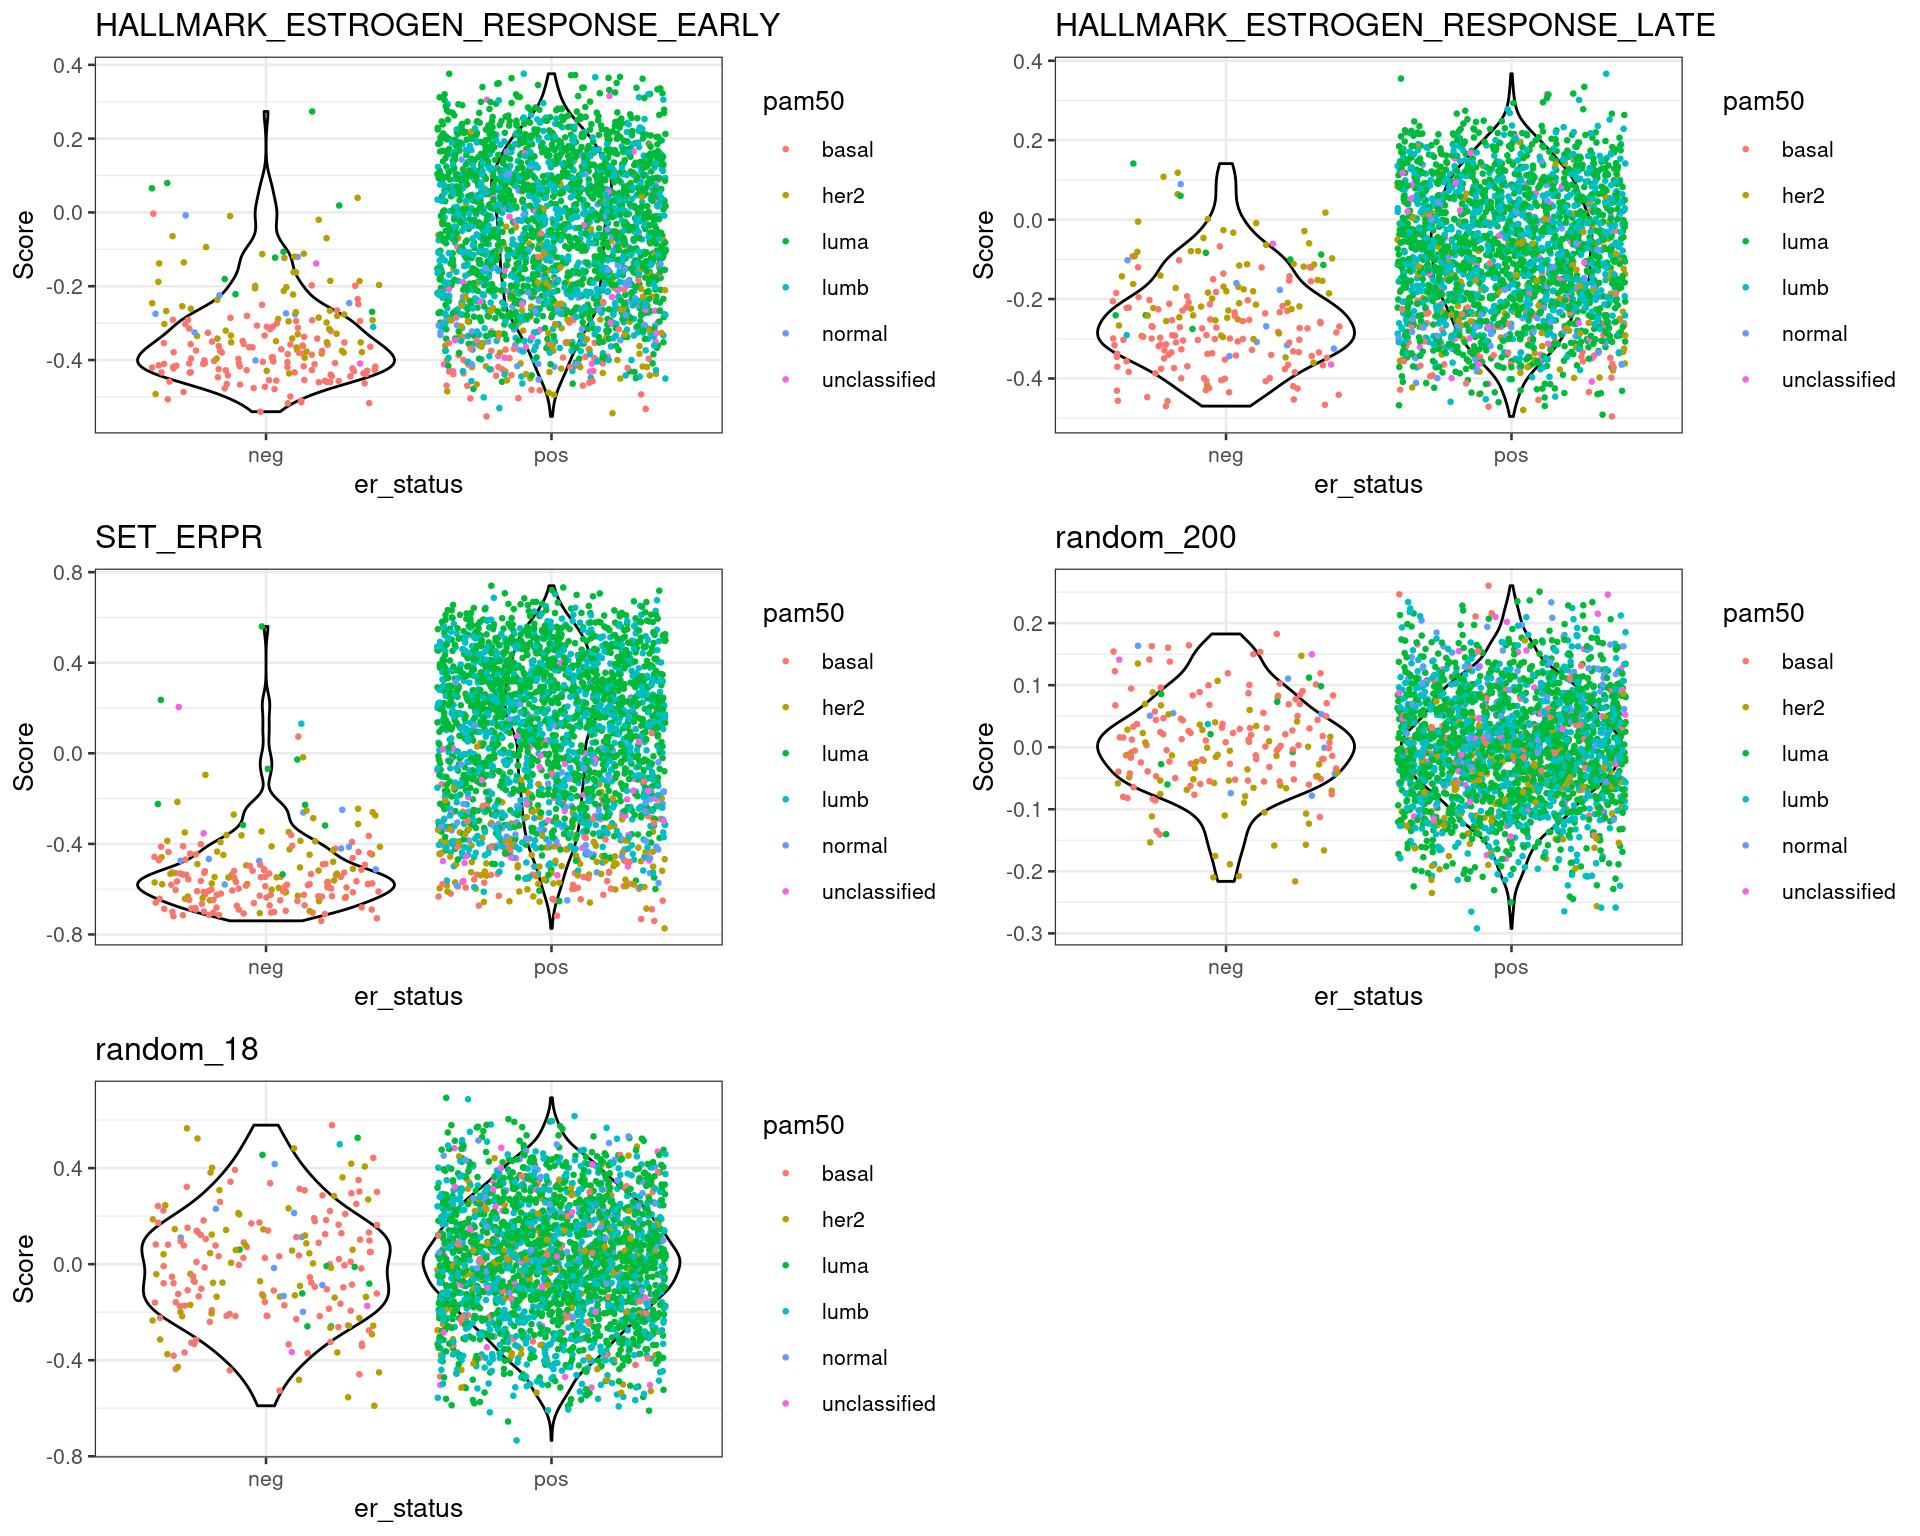 HALLMARK_ESTROGEN_RESPONSE_EARLY
0.4
0.2
0.0
-0.2
-0.4
Score
neg
pos
er_status
pam50
basal
her2
luma
lumb
normal
unclassified
HALLMARK_ESTROGEN_RESPONSE_LATE
0.4
0.2
0.0
-0.2
-0.4
Score
neg
pos
er_status
pam50
basal
her2
luma
lumb
normal
unclassified
SET_ERPR
0.8
0.4
0.0
-0.4
-0.8
Score
neg
pos
er_status
pam50
basal
her2
luma
lumb
normal
unclassified
random_200
0.2
0.1
0.0
-0.1
-0.2
-0.3
Score
neg
pos
er_status
pam50
basal
her2
luma
lumb
normal
unclassified
random_18
0.4
0.0
-0.4
-0.8
Score
neg
pos
er_status
pam50
basal
her2
luma
lumb
normal
unclassified